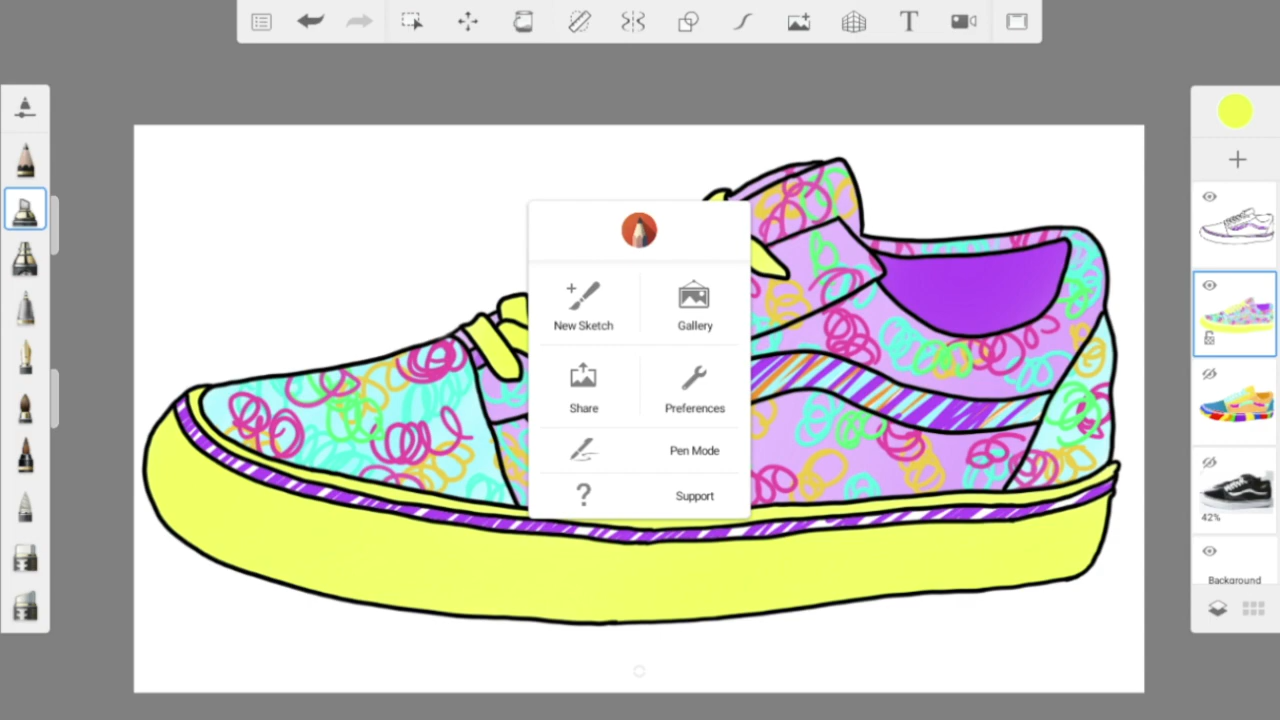 New Sketch
Gallery
Share
Preferences
Pen Mode
Support
42%
Background